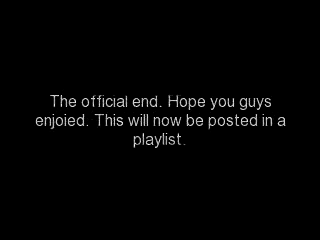 The official end. Hope you guys
enjoied. This will now be posted in a
playlist.